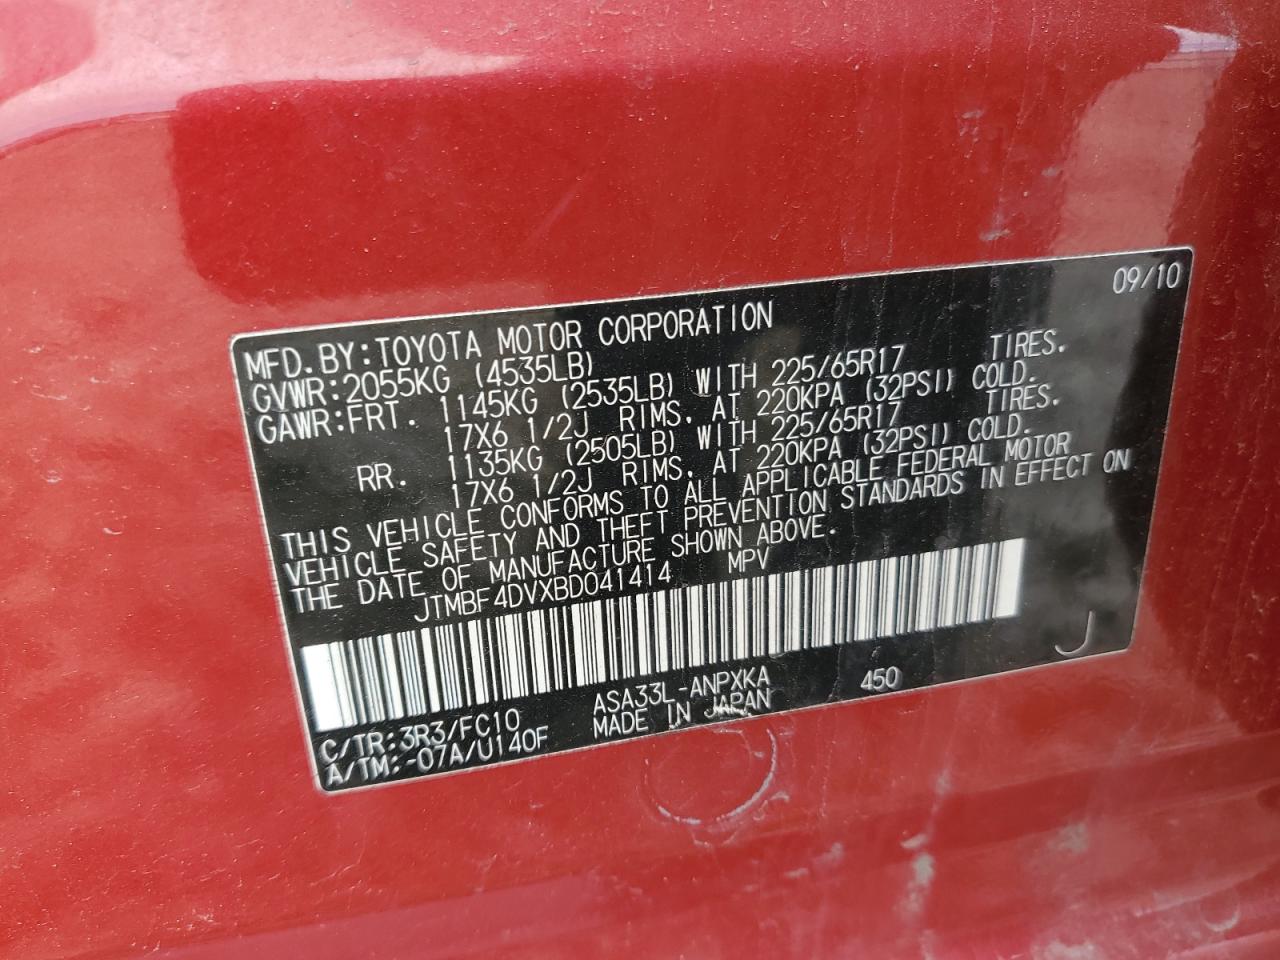 09/10
MFD.BY:TOYOTA MOTOR CORPORATION
GVWR:2055KG (4535LB)
GAWR:FRT. 1145KG (2535LB) WITH 225/65R17 TIRES.
17X6 1/2J RIMS, AT 220KPA (32PSI) COLD.
RR. 1135KG (2505LB) WITH 225/65R17 TIRES.
17X6 1/2J RIMS, AT 220KPA (32PSI) COLD.
THIS VEHICLE CONFORMS TO ALL APPLICABLE FEDERAL MOTOR
VEHICLE SAFETY AND THEFT PREVENTION STANDARDS IN EFFECT ON
THE DATE OF MANUFACTURE SHOWN ABOVE.
JTMBF4DVXBD041414 MPV
C/TR:3R3/FC10 ASA33L-ANPXKA 450 J
A/TM:-07A/U140F MADE IN JAPAN